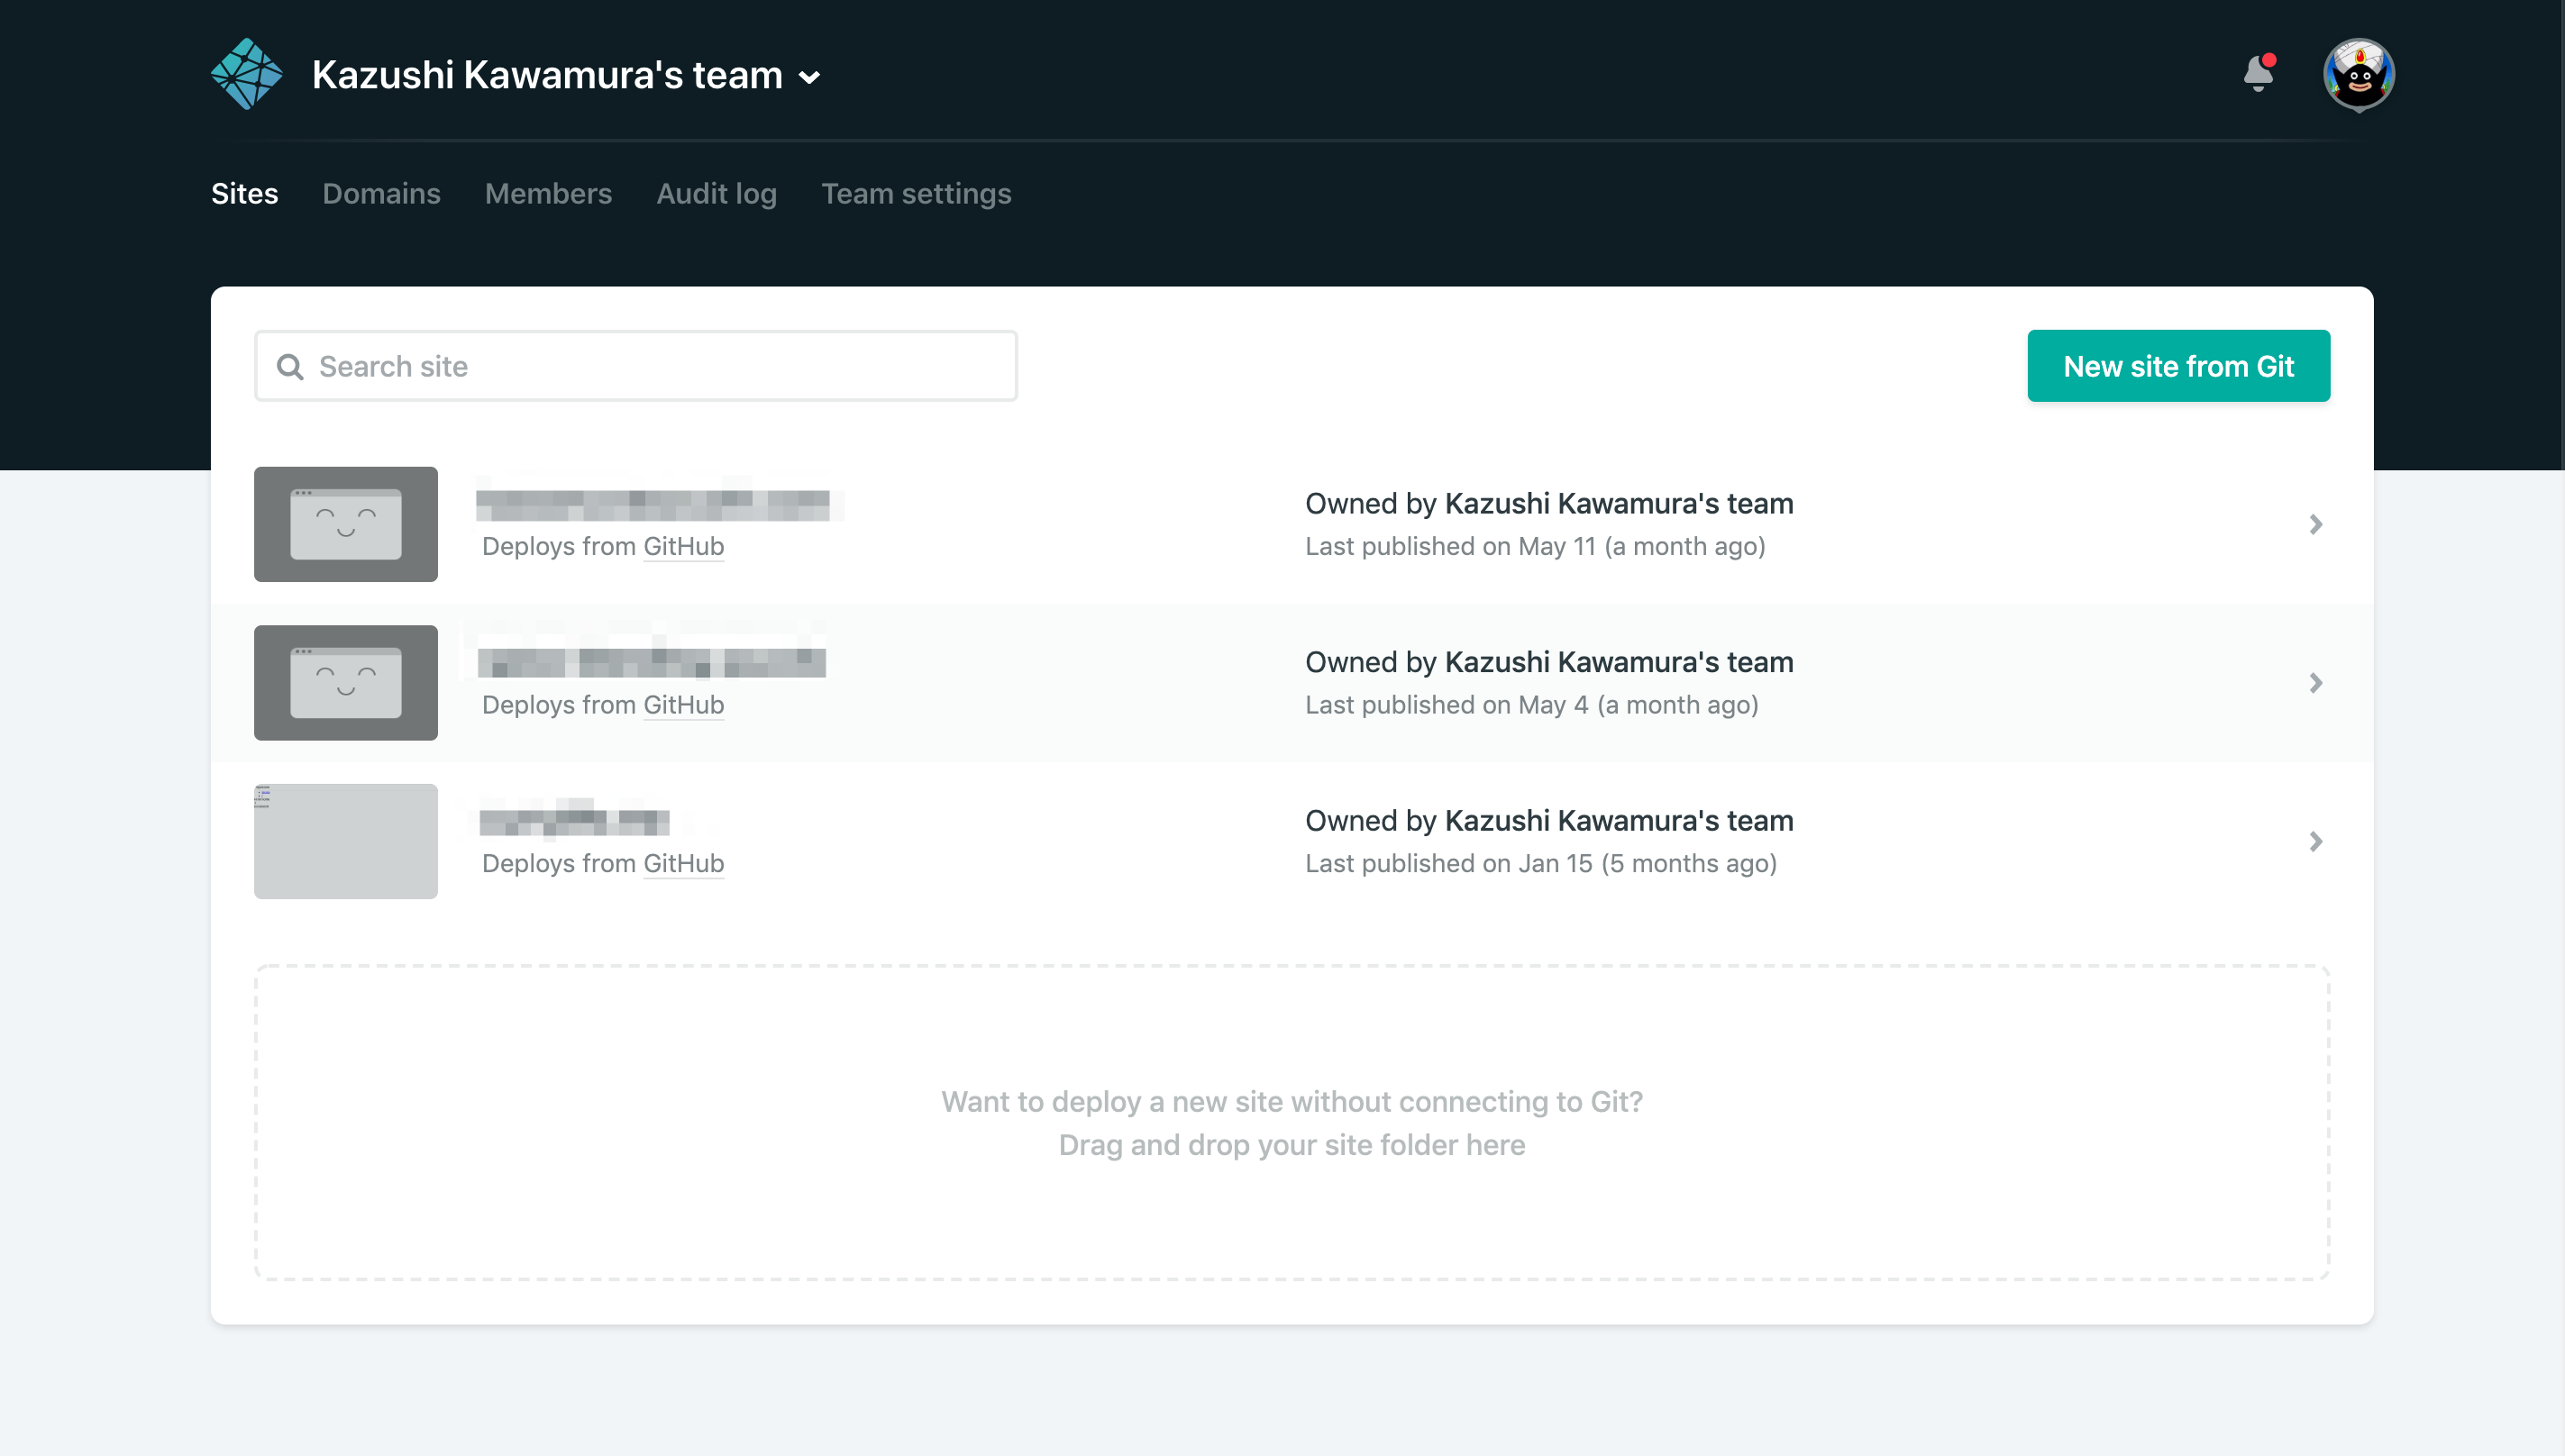 Kazushi Kawamura's team
Sites Domains Members Audit log Team settings
Search site
New site from Git
Deploys from GitHub
Owned by Kazushi Kawamura's team
Last published on May 11 (a month ago)
Deploys from GitHub
Owned by Kazushi Kawamura's team
Last published on May 4 (a month ago)
Deploys from GitHub
Owned by Kazushi Kawamura's team
Last published on Jan 15 (5 months ago)
Want to deploy a new site without connecting to Git?
Drag and drop your site folder here